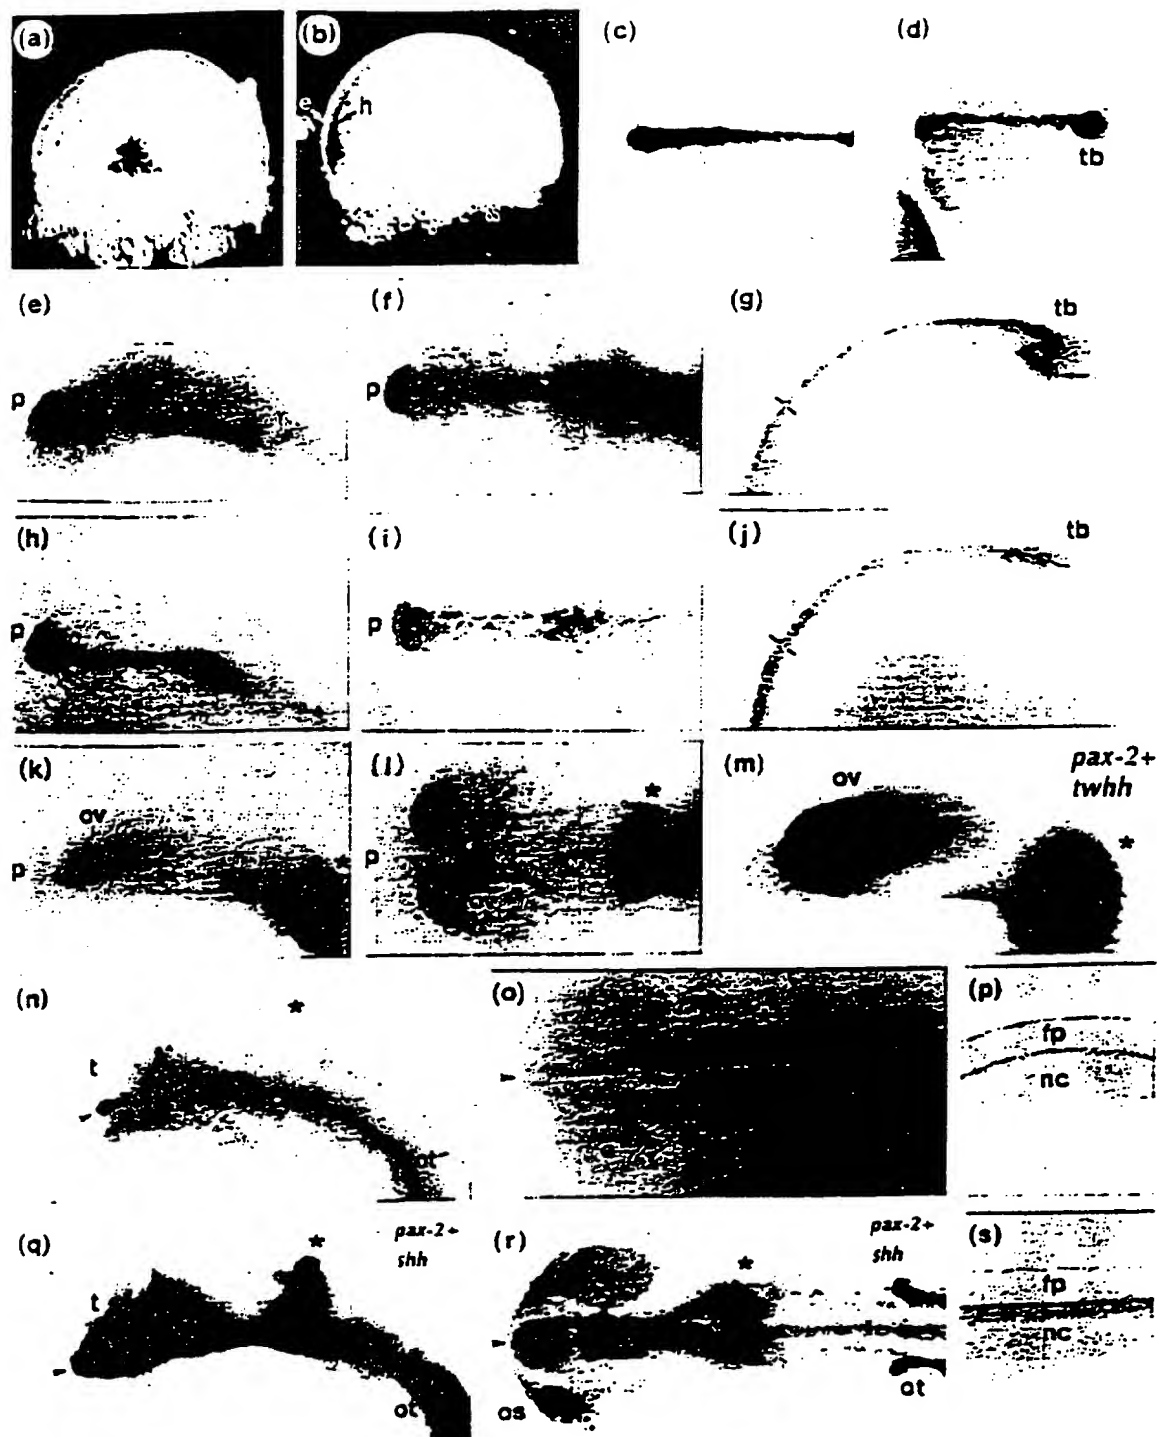 (a) (b) (c) (d)
e h
tb
(e) (f) (g)
tb
p p
(h) (i) (j)
tb
p p
(k) (l) (m)
ov * ov pax-2+
twhh
p * p *
(n) * (o) (p)
t fp
nc
ot
(q) * pax-2+
shh
(r) * pax-2+
shh
(s)
t fp
nc
ot os ot